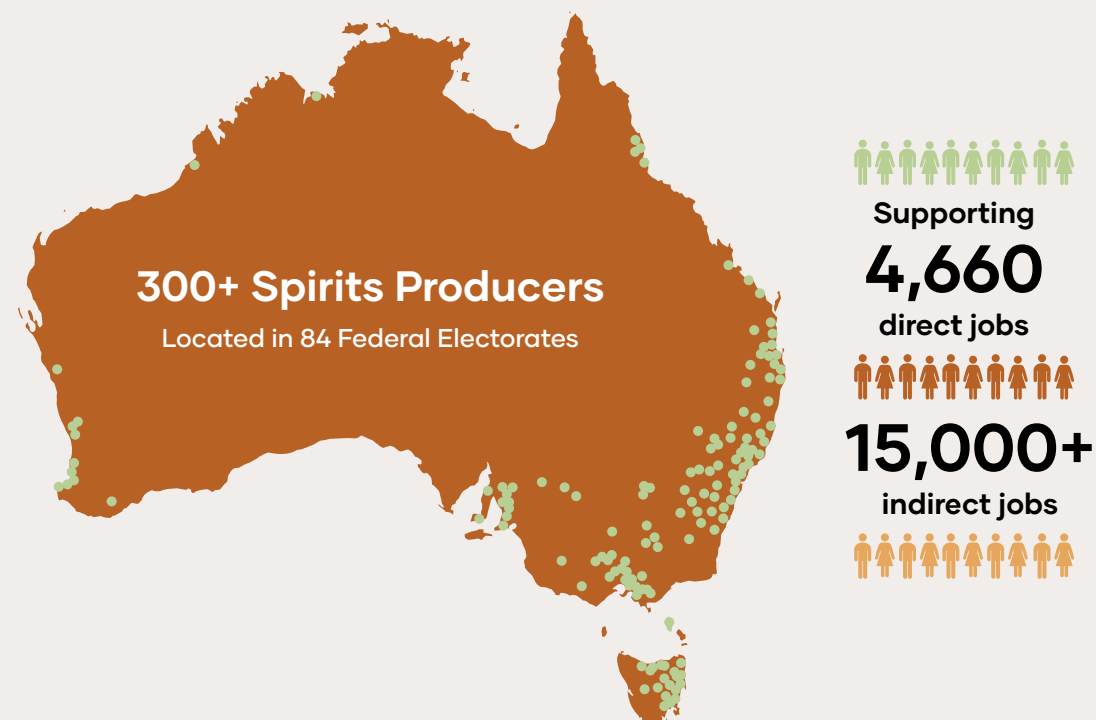 300+ Spirits Producers
Located in 84 Federal Electorates
Supporting
4,660
direct jobs
15,000+
indirect jobs